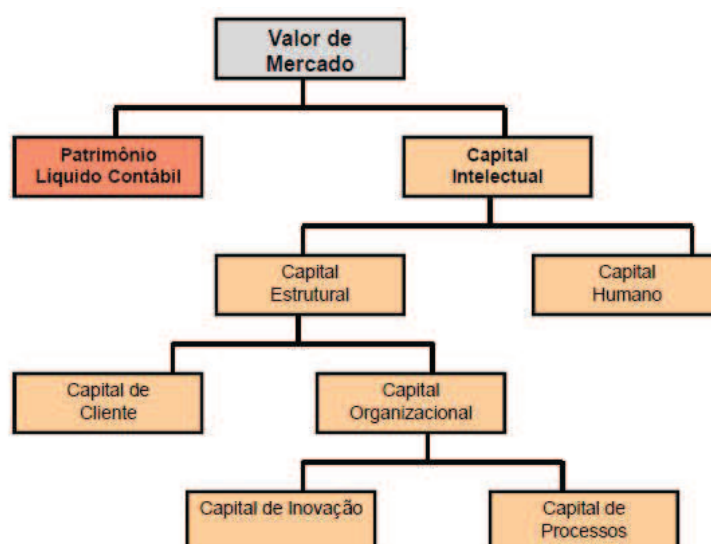 Valor de
Mercado
Patrimônio
Líquido Contábil
Capital
Intelectual
Capital
Estrutural
Capital
Humano
Capital de
Cliente
Capital
Organizacional
Capital de Inovação
Capital de
Processos